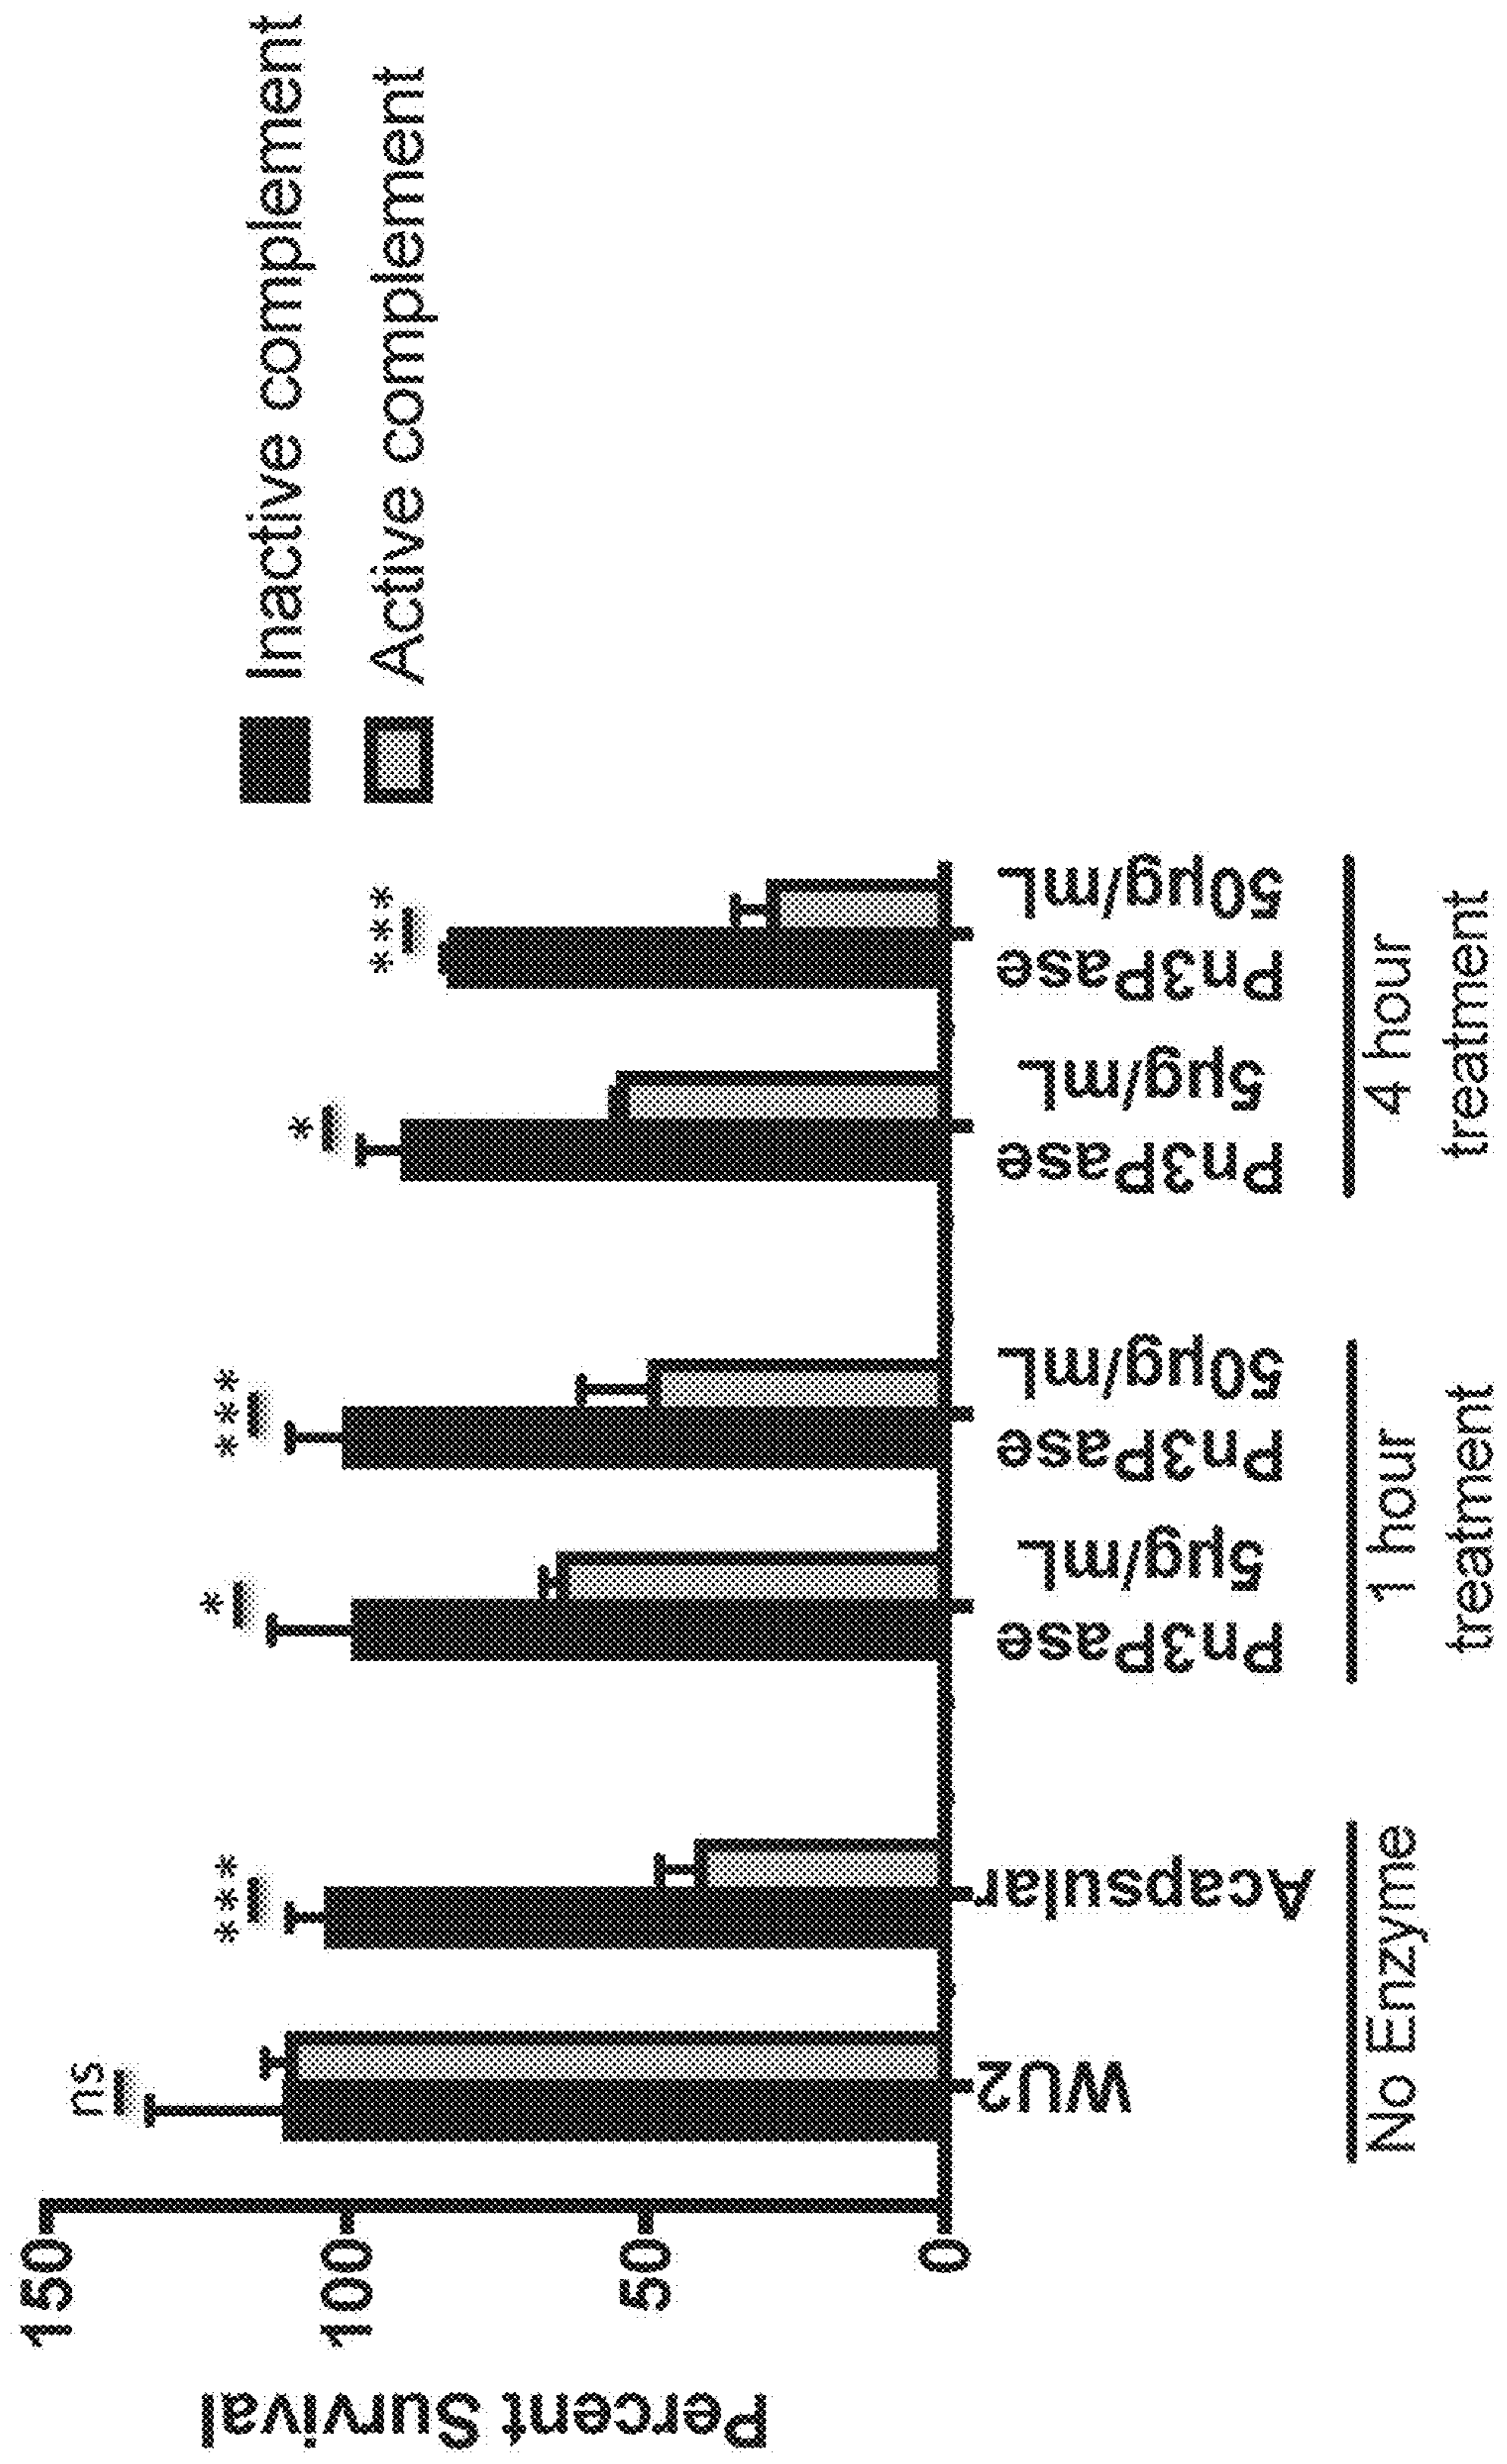 Inactive complement
Active complement
Percent Survival
150
100
50
0
ns
***
*
***
*
***
WU2
Acapsular
Pn3Pase
5µg/mL
Pn3Pase
50µg/mL
Pn3Pase
5µg/mL
Pn3Pase
50µg/mL
No Enzyme
1 hour
treatment
4 hour
treatment